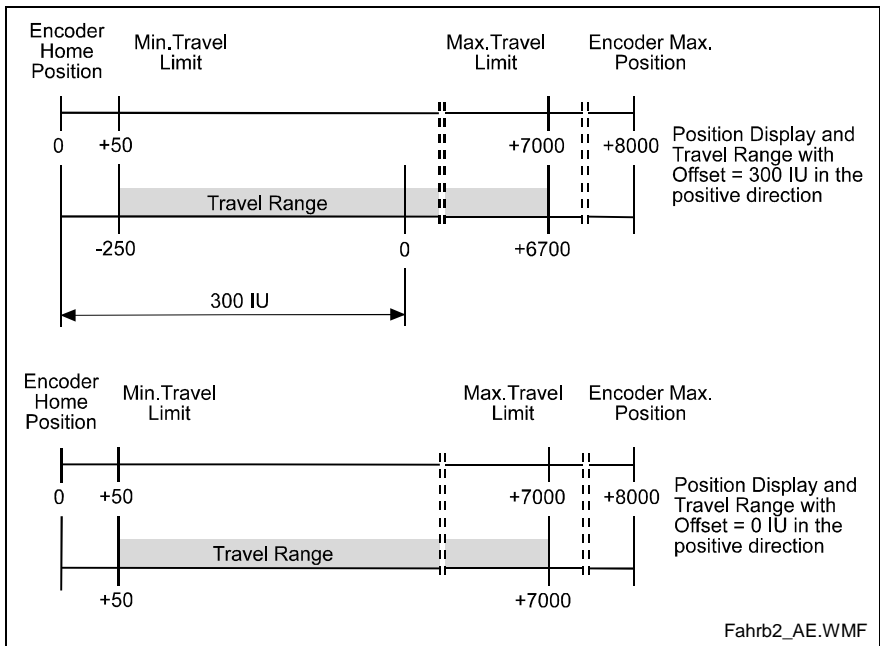 Encoder
Home
Position
Min.Travel
Limit
Max.Travel
Limit
Encoder Max.
Position
0
+50
+7000
+8000
Position Display and
Travel Range with
Offset = 300 IU in the
positive direction
Travel Range
-250
0
+6700
300 IU
Encoder
Home
Position
Min.Travel
Limit
Max.Travel
Limit
Encoder Max.
Position
0
+50
+7000
+8000
Position Display and
Travel Range with
Offset = 0 IU in the
positive direction
Travel Range
+50
+7000
Fahrb2_AE.WMF